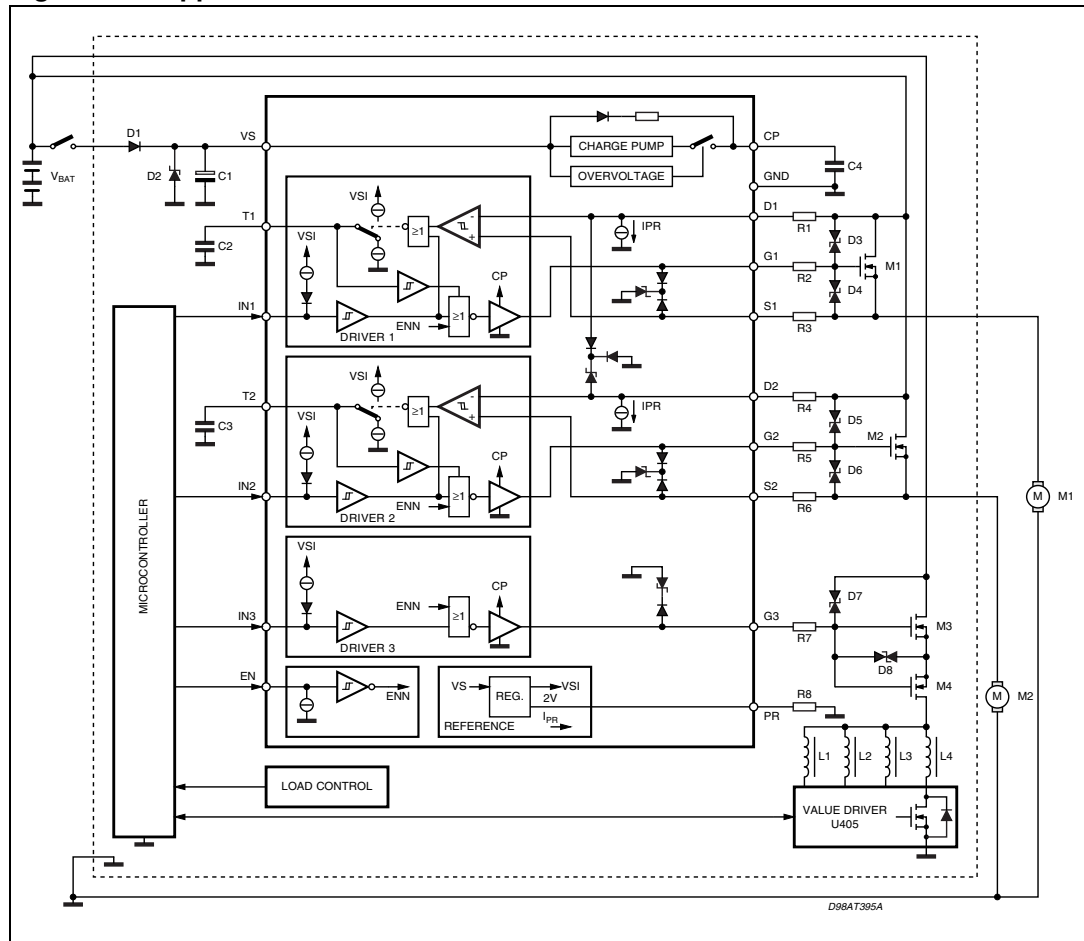 D1
VS
CP
CHARGE PUMP
OVERVOLTAGE
C4
GND
VBAT
D2
C1
VSI
T1
≥1
-
+
IPR
D1
R1
D3
C2
VSI
CP
G1
R2
M1
D4
IN1
ENN
≥1
S1
R3
DRIVER 1
VSI
T2
≥1
-
+
IPR
D2
R4
D5
C3
VSI
CP
G2
R5
M2
D6
IN2
ENN
≥1
S2
R6
DRIVER 2
M
M1
MICROCONTROLLER
VSI
CP
D7
IN3
ENN
≥1
G3
R7
M3
DRIVER 3
D8
EN
ENN
VS
REG.
VSI
2V
IPR
REFERENCE
R8
PR
M4
M
M2
L1
L2
L3
L4
LOAD CONTROL
VALUE DRIVER
U405
D98AT395A